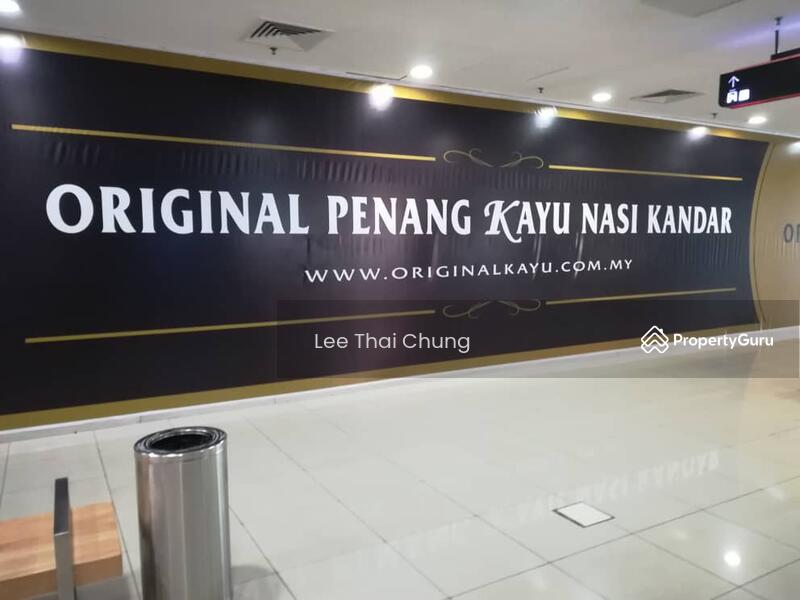 ORIGINAL PENANG KAYU NASI KANDAR
WWW.ORIGINALKAYU.COM.MY
Lee Thai Chung
PropertyGuru